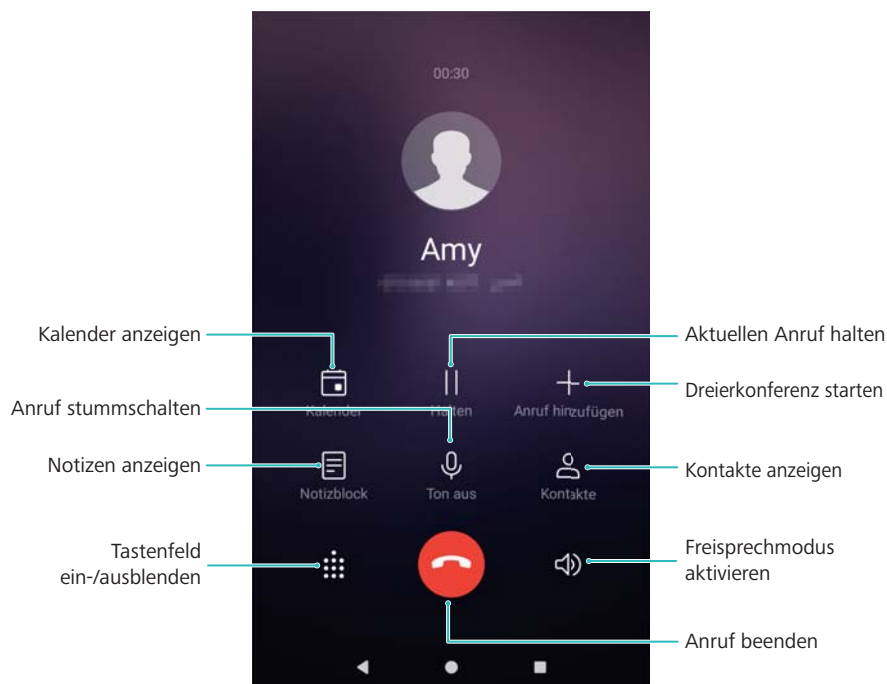 00:30
Amy
Kalender anzeigen
Aktuellen Anruf halten
Dreierkonferenz starten
Anruf stummschalten
Kalender
Halten
Anruf hinzufügen
Notizen anzeigen
Kontakte anzeigen
Notizblock
Ton aus
Kontakte
Tastenfeld
ein-/ausblenden
Freisprechmodus
aktivieren
Anruf beenden